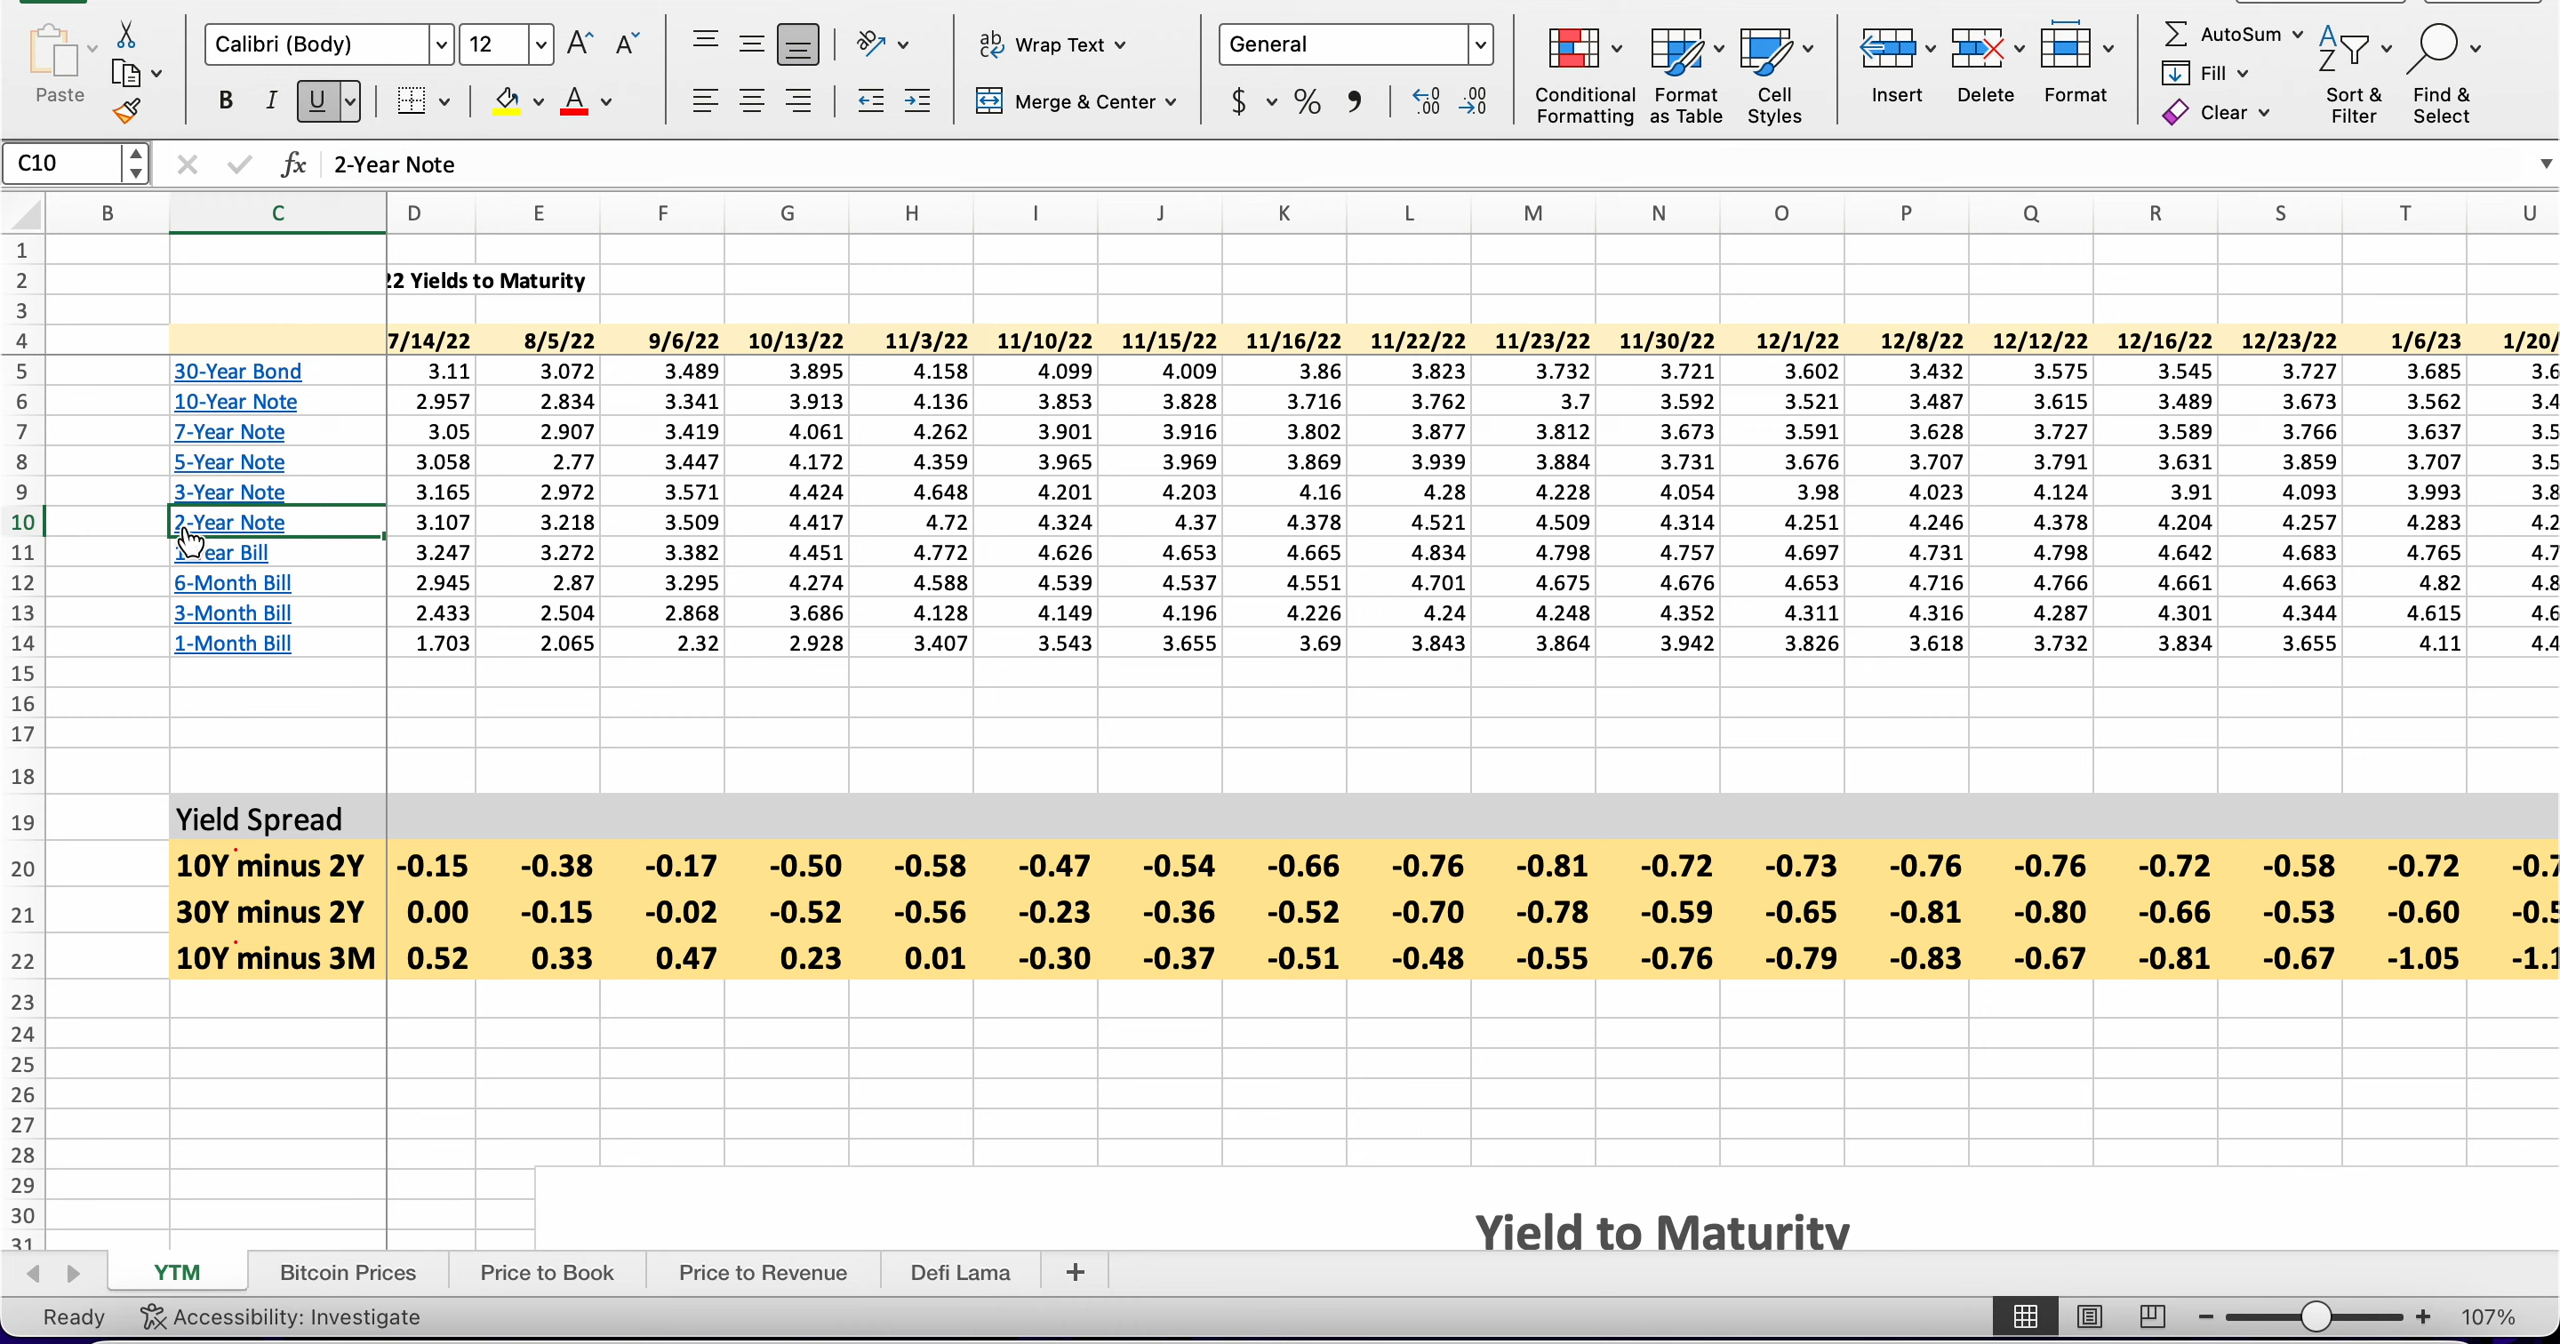 Paste
Calibri (Body) 12
B I U
Wrap Text
Merge & Center
General
$ % 9
Conditional Formatting
Format as Table
Cell Styles
Insert
Delete
Format
AutoSum
Fill
Clear
Sort & Filter
Find & Select
C10 fx 2-Year Note
B C D E F G H I J K L M N O P Q R S T U
1
2 22 Yields to Maturity
3
4 7/14/22 8/5/22 9/6/22 10/13/22 11/3/22 11/10/22 11/15/22 11/16/22 11/22/22 11/23/22 11/30/22 12/1/22 12/8/22 12/12/22 12/16/22 12/23/22 1/6/23 1/20/
5 30-Year Bond 3.11 3.072 3.489 3.895 4.158 4.099 4.009 3.86 3.823 3.732 3.721 3.602 3.432 3.575 3.545 3.727 3.685 3.6
6 10-Year Note 2.957 2.834 3.341 3.913 4.136 3.853 3.828 3.716 3.762 3.7 3.592 3.521 3.487 3.615 3.489 3.673 3.562 3.4
7 7-Year Note 3.05 2.907 3.419 4.061 4.262 3.901 3.916 3.802 3.877 3.812 3.673 3.591 3.628 3.727 3.589 3.766 3.637 3.5
8 5-Year Note 3.058 2.77 3.447 4.172 4.359 3.965 3.969 3.869 3.939 3.884 3.731 3.676 3.707 3.791 3.631 3.859 3.707 3.5
9 3-Year Note 3.165 2.972 3.571 4.424 4.648 4.201 4.203 4.16 4.28 4.228 4.054 3.98 4.023 4.124 3.91 4.093 3.993 3.8
10 2-Year Note 3.107 3.218 3.509 4.417 4.72 4.324 4.37 4.378 4.521 4.509 4.314 4.251 4.246 4.378 4.204 4.257 4.283 4.2
11 1-Year Bill 3.247 3.272 3.382 4.451 4.772 4.626 4.653 4.665 4.834 4.798 4.757 4.697 4.731 4.798 4.642 4.683 4.765 4.7
12 6-Month Bill 2.945 2.87 3.295 4.274 4.588 4.539 4.537 4.551 4.701 4.675 4.676 4.653 4.716 4.766 4.661 4.663 4.82 4.8
13 3-Month Bill 2.433 2.504 2.868 3.686 4.128 4.149 4.196 4.226 4.24 4.248 4.352 4.311 4.316 4.287 4.301 4.344 4.615 4.6
14 1-Month Bill 1.703 2.065 2.32 2.928 3.407 3.543 3.655 3.69 3.843 3.864 3.942 3.826 3.618 3.732 3.834 3.655 4.11 4.4
15
16
17
18
19 Yield Spread
20 10Y minus 2Y -0.15 -0.38 -0.17 -0.50 -0.58 -0.47 -0.54 -0.66 -0.76 -0.81 -0.72 -0.73 -0.76 -0.76 -0.72 -0.58 -0.72 -0.7
21 30Y minus 2Y 0.00 -0.15 -0.02 -0.52 -0.56 -0.23 -0.36 -0.52 -0.70 -0.78 -0.59 -0.65 -0.81 -0.80 -0.66 -0.53 -0.60 -0.5
22 10Y minus 3M 0.52 0.33 0.47 0.23 0.01 -0.30 -0.37 -0.51 -0.48 -0.55 -0.76 -0.79 -0.83 -0.67 -0.81 -0.67 -1.05 -1.1
23
24
25
26
27
28
29
30 Yield to Maturity
31
YTM Bitcoin Prices Price to Book Price to Revenue Defi Lama +
Ready Accessibility: Investigate 107%